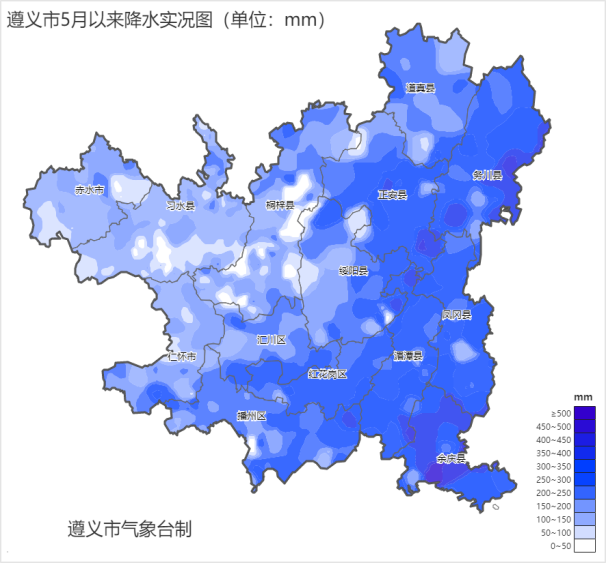 遵义市5月以来降水实况图（单位：mm）
道真县
务川县
赤水市
习水县
桐梓县
正安县
绥阳县
凤冈县
汇川区
仁怀市
湄潭县
红花岗区
播州区
余庆县
mm
≥500
450~500
400~450
350~400
300~350
250~300
200~250
150~200
100~150
50~100
0~50
遵义市气象台制